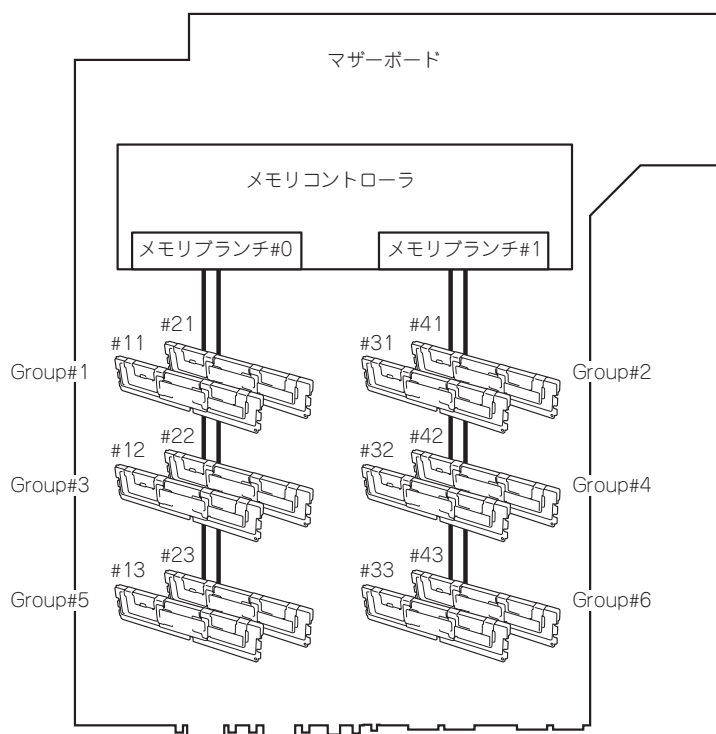 マザーボード
メモリコントローラ
メモリブランチ#0 メモリブランチ#1
#21 #41
#11 #31
Group#1 Group#2
#22 #42
#12 #32
Group#3 Group#4
#23 #43
#13 #33
Group#5 Group#6